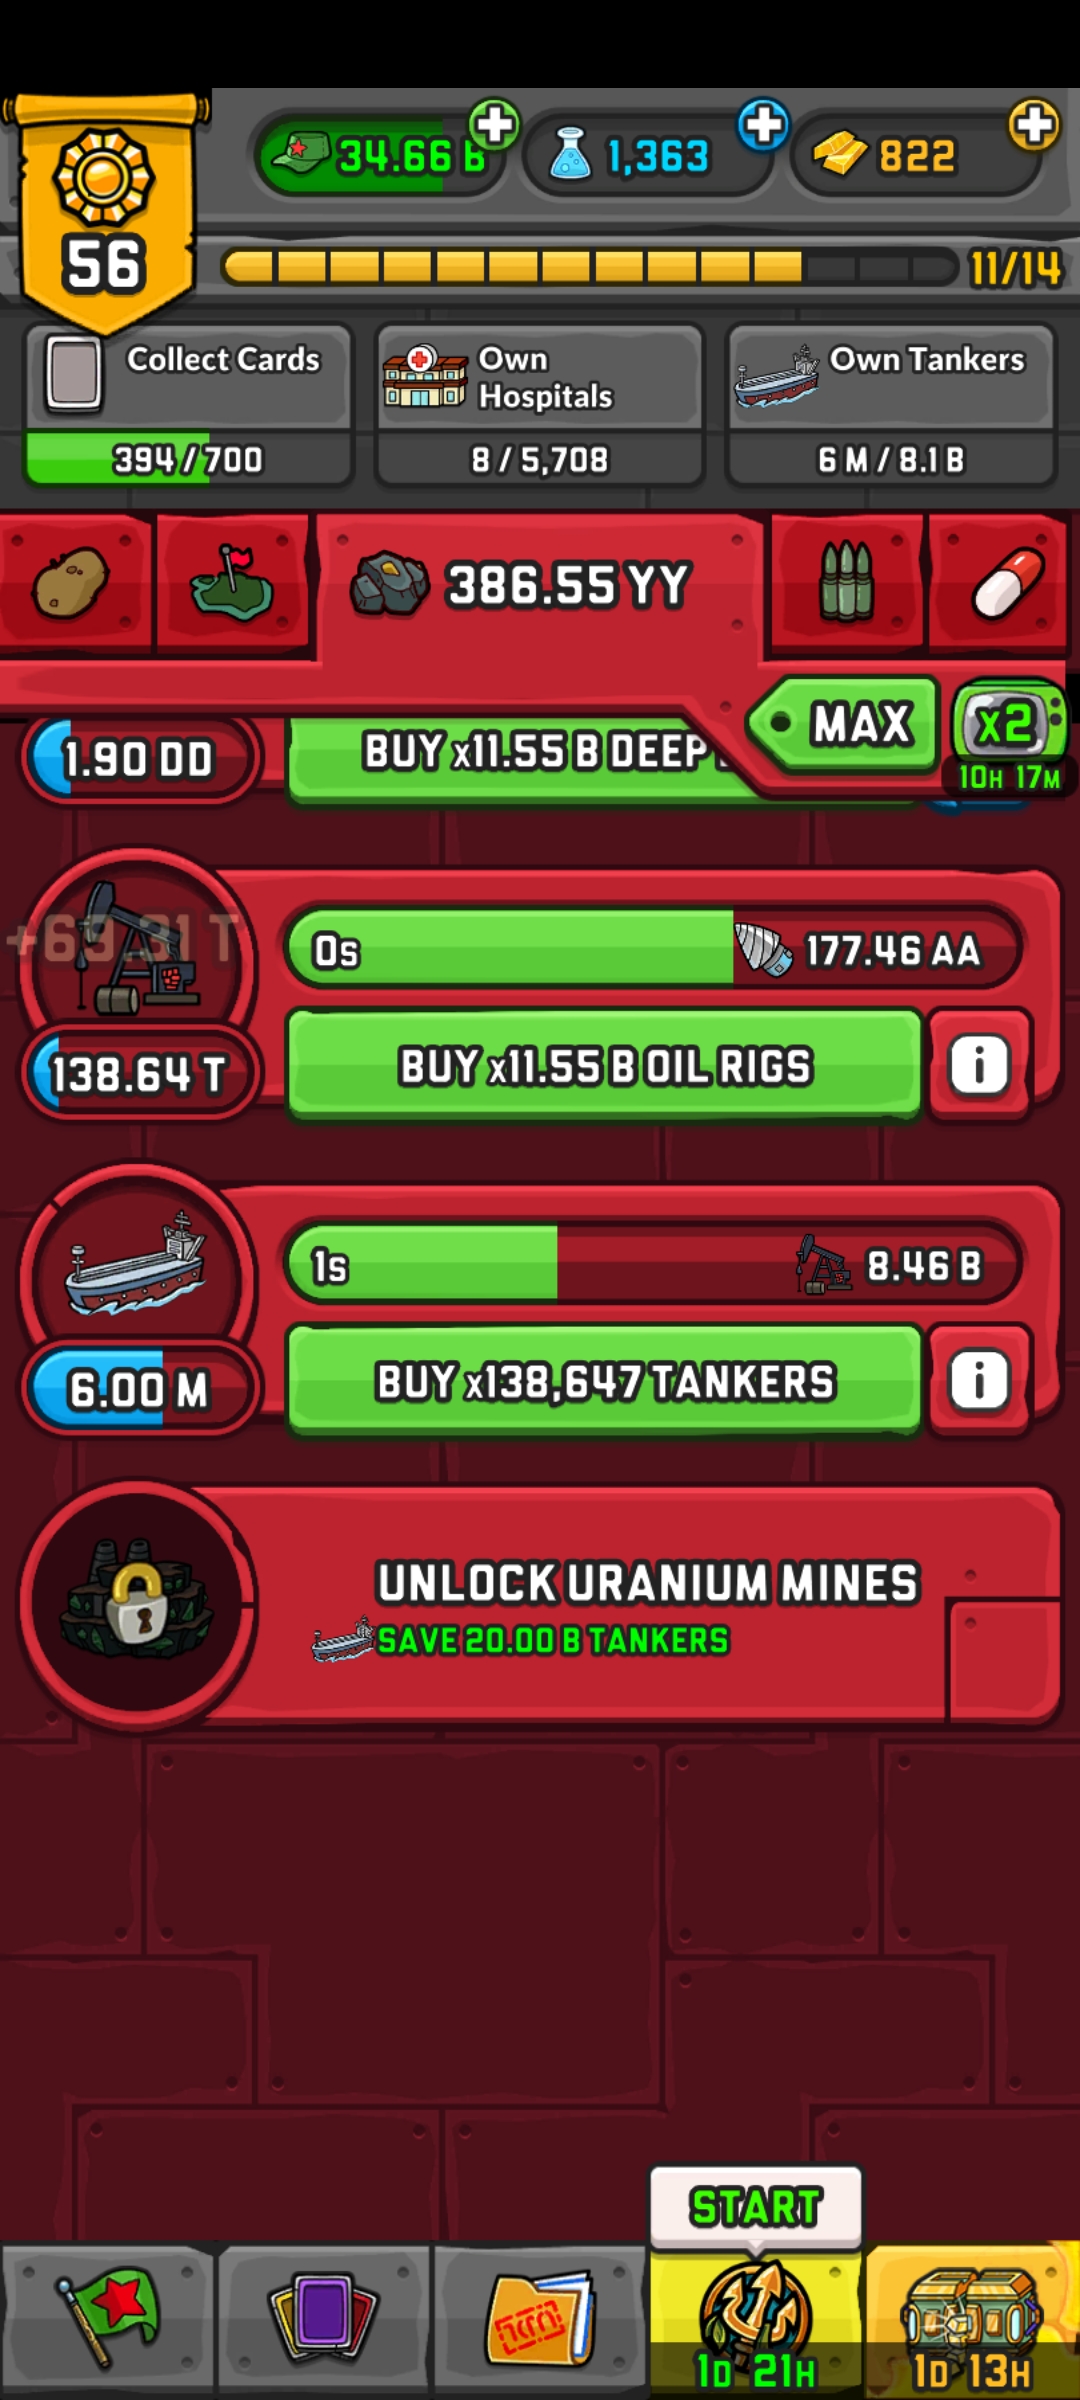 34.66 B
1,363
822
56
11/14
Collect Cards
394/700
Own
Hospitals
8/5,708
Own Tankers
6 M/8.1 B
386.55 YY
MAX
x2
10H 17M
1.90 DD
BUY x11.55 B DEEP
+69.31 T
0s
177.46 AA
138.64 T
BUY x11.55 B OIL RIGS
i
1s
8.46 B
6.00 M
BUY x138,647 TANKERS
i
UNLOCK URANIUM MINES
SAVE 20.00 B TANKERS
START
1D 21H
1D 13H